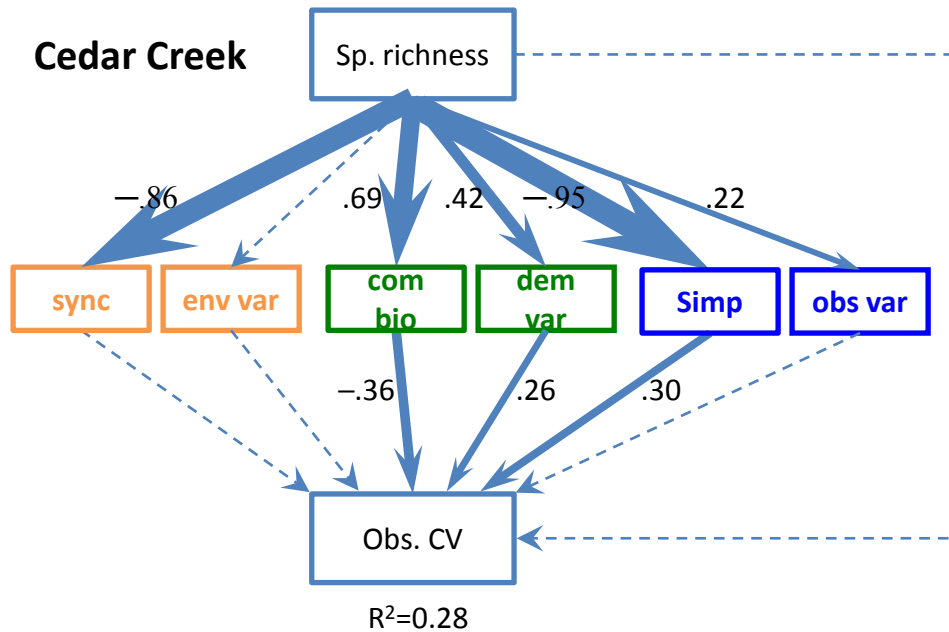 Cedar Creek
Sp. richness
−.86
.69
.42
−.95
.22
sync
env var
com
bio
dem
var
Simp
obs var
−.36
.26
.30
Obs. CV
R²=0.28